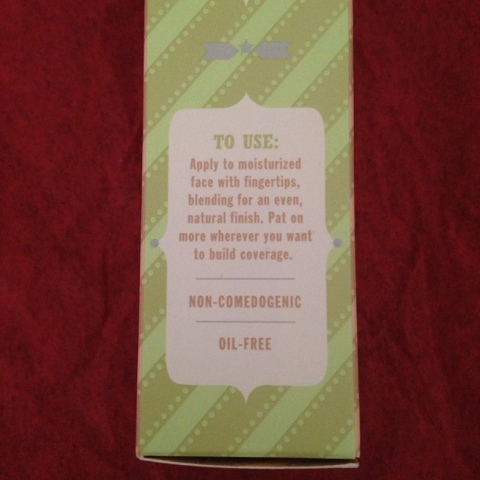 TO USE:
Apply to moisturized
face with fingertips,
blending for an even,
natural finish. Pat on
more wherever you want
to build coverage.
NON-COMEDOGENIC
OIL-FREE